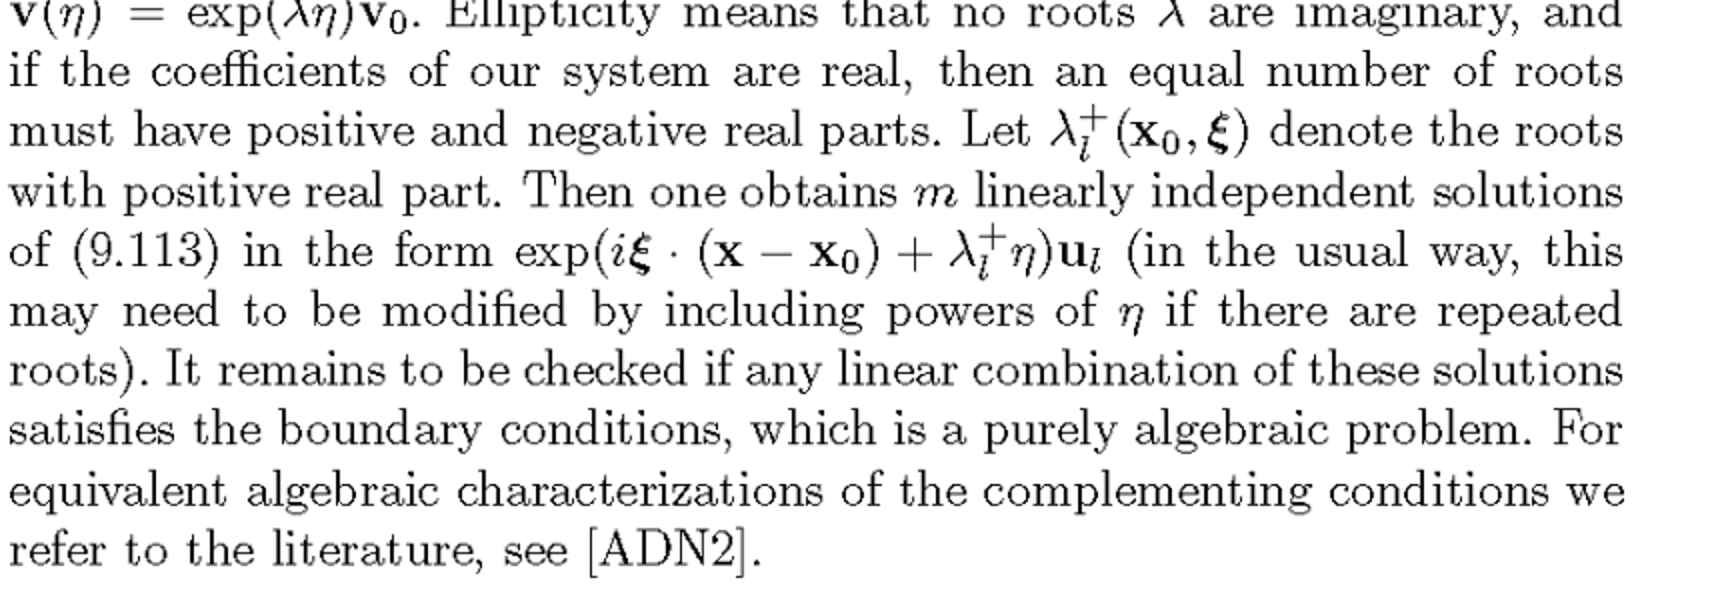 v(η) = exp(λη)v₀. Ellipticity means that no roots λ are imaginary, and
if the coefficients of our system are real, then an equal number of roots
must have positive and negative real parts. Let λₗ⁺(x₀, ξ) denote the roots
with positive real part. Then one obtains m linearly independent solutions
of (9.113) in the form exp(iξ · (x − x₀) + λₗ⁺η)uₗ (in the usual way, this
may need to be modified by including powers of η if there are repeated
roots). It remains to be checked if any linear combination of these solutions
satisfies the boundary conditions, which is a purely algebraic problem. For
equivalent algebraic characterizations of the complementing conditions we
refer to the literature, see [ADN2].